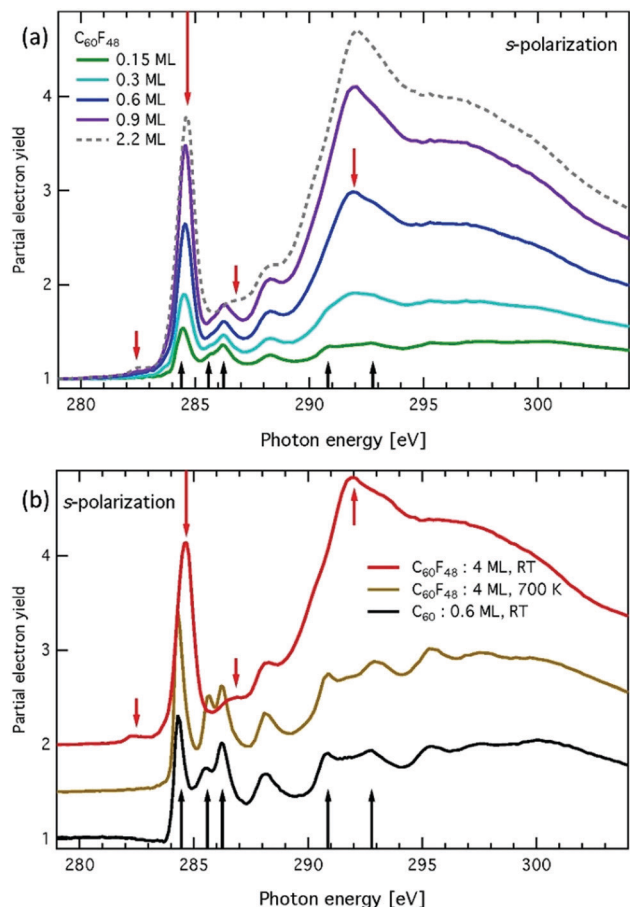 (a)
C₆₀F₄₈
0.15 ML
0.3 ML
0.6 ML
0.9 ML
2.2 ML
s-polarization
Partial electron yield
4
3
2
1
280 285 290 295 300
Photon energy [eV]
(b)
s-polarization
C₆₀F₄₈ : 4 ML, RT
C₆₀F₄₈ : 4 ML, 700 K
C₆₀ : 0.6 ML, RT
Partial electron yield
4
3
2
1
280 285 290 295 300
Photon energy [eV]